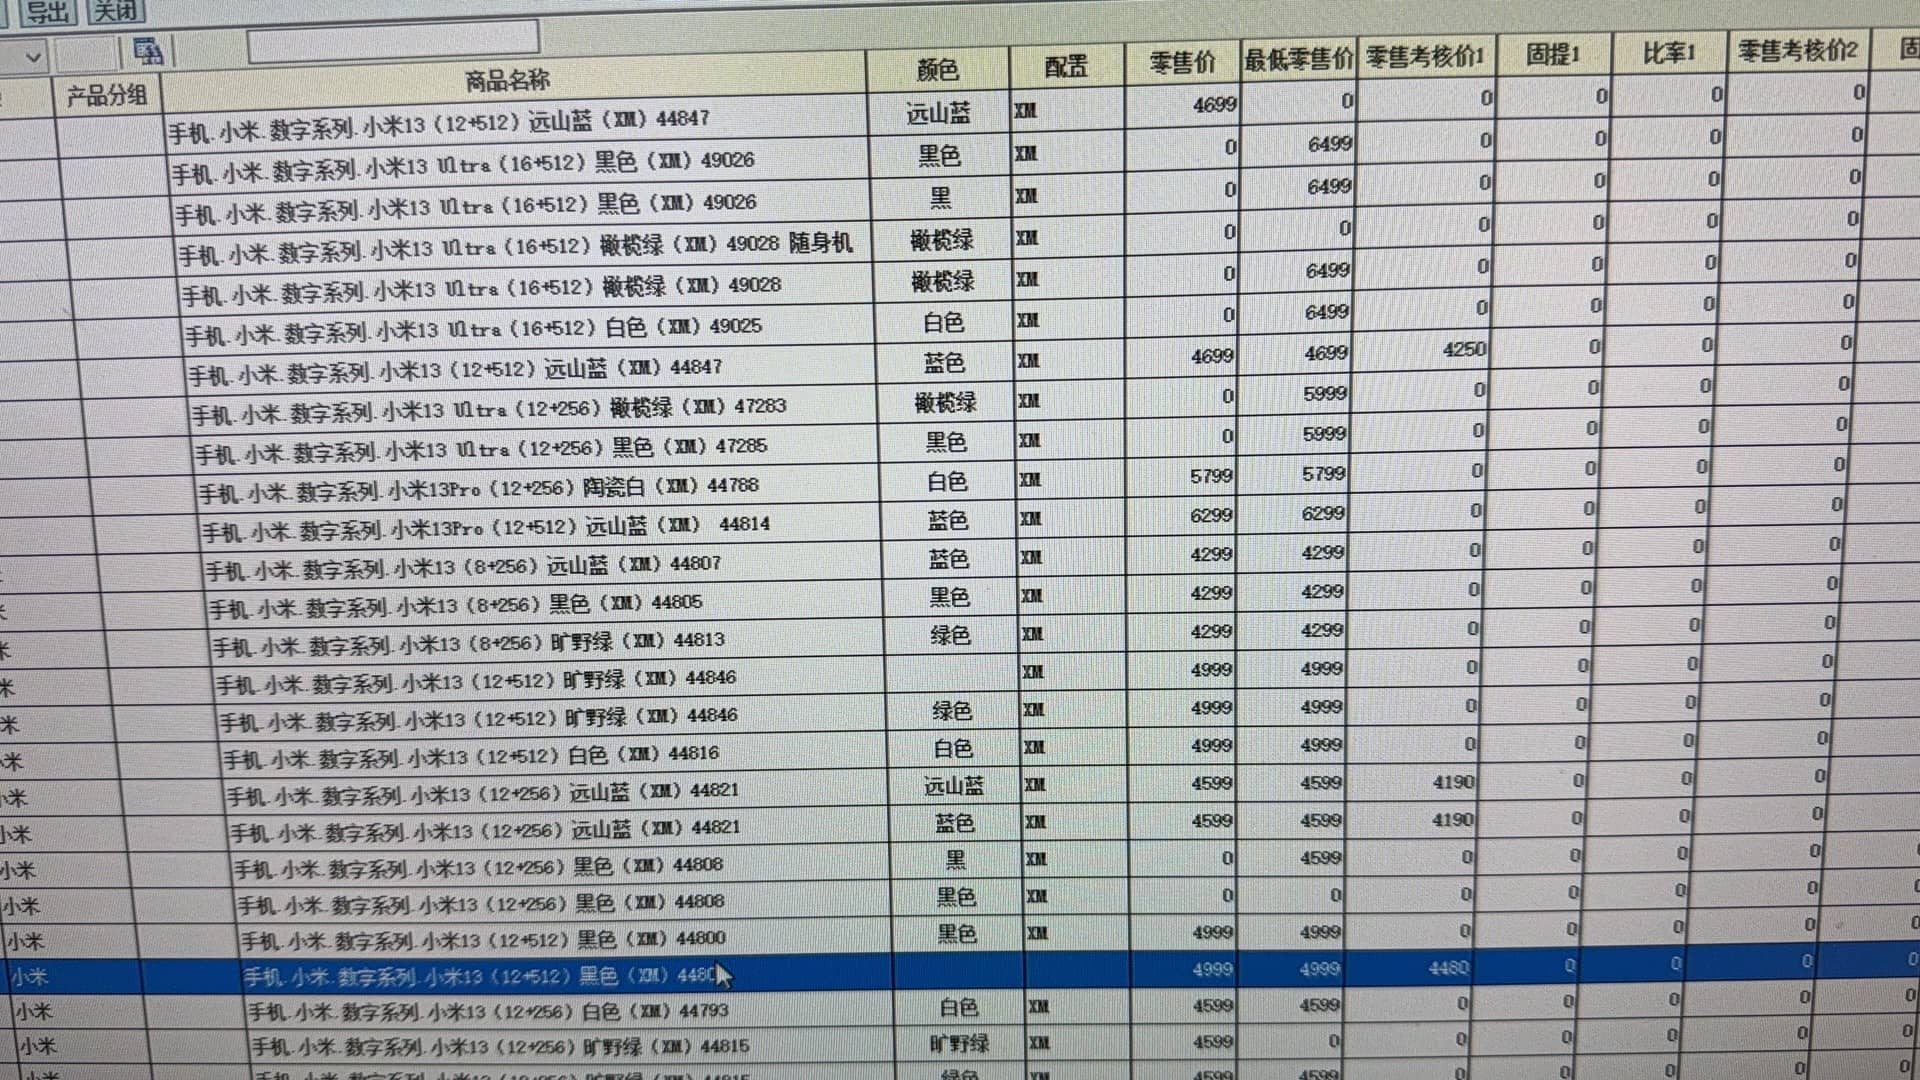 导出 关闭
产品分组 商品名称 颜色 配置 零售价 最低零售价 零售考核价1 固提1 比率1 零售考核价2 固
手机.小米.数字系列.小米13（12+512）远山蓝（XM）44847 远山蓝 XM 4699 0 0 0 0 0
手机.小米.数字系列.小米13 Ultra（16+512）黑色（XM）49026 黑色 XM 0 6499 0 0 0 0
手机.小米.数字系列.小米13 Ultra（16+512）黑色（XM）49026 黑 XM 0 6499 0 0 0 0
手机.小米.数字系列.小米13 Ultra（16+512）橄榄绿（XM）49028 随身机 橄榄绿 XM 0 0 0 0 0 0
手机.小米.数字系列.小米13 Ultra（16+512）橄榄绿（XM）49028 橄榄绿 XM 0 6499 0 0 0 0
手机.小米.数字系列.小米13 Ultra（16+512）白色（XM）49025 白色 XM 0 6499 0 0 0 0
手机.小米.数字系列.小米13（12+512）远山蓝（XM）44847 蓝色 XM 4699 4699 4250 0 0 0
手机.小米.数字系列.小米13 Ultra（12+256）橄榄绿（XM）47283 橄榄绿 XM 0 5999 0 0 0 0
手机.小米.数字系列.小米13 Ultra（12+256）黑色（XM）47285 黑色 XM 0 5999 0 0 0 0
手机.小米.数字系列.小米13Pro（12+256）陶瓷白（XM）44788 白色 XM 5799 5799 0 0 0 0
手机.小米.数字系列.小米13Pro（12+512）远山蓝（XM） 44814 蓝色 XM 6299 6299 0 0 0 0
手机.小米.数字系列.小米13（8+256）远山蓝（XM）44807 蓝色 XM 4299 4299 0 0 0 0
手机.小米.数字系列.小米13（8+256）黑色（XM）44805 黑色 XM 4299 4299 0 0 0 0
手机.小米.数字系列.小米13（8+256）旷野绿（XM）44813 绿色 XM 4299 4299 0 0 0 0
米 手机.小米.数字系列.小米13（12+512）旷野绿（XM）44846 XM 4999 4999 0 0 0 0
米 手机.小米.数字系列.小米13（12+512）旷野绿（XM）44846 绿色 XM 4999 4999 0 0 0 0
米 手机.小米.数字系列.小米13（12+512）白色（XM）44816 白色 XM 4999 4999 0 0 0 0
小米 手机.小米.数字系列.小米13（12+256）远山蓝（XM）44821 远山蓝 XM 4599 4599 4190 0 0 0
小米 手机.小米.数字系列.小米13（12+256）远山蓝（XM）44821 蓝色 XM 4599 4599 4190 0 0 0
小米 手机.小米.数字系列.小米13（12+256）黑色（XM）44808 黑 XM 0 4599 0 0 0 0
小米 手机.小米.数字系列.小米13（12+256）黑色（XM）44808 黑色 XM 0 0 0 0 0 0 0
小米 手机.小米.数字系列.小米13（12+512）黑色（XM）44800 黑色 XM 4999 4999 0 0 0 0 0
小米 手机.小米.数字系列.小米13（12+512）黑色（XM）4480 4999 4999 4480 0 0 0 0
小米 手机.小米.数字系列.小米13（12+256）白色（XM）44793 白色 XM 4599 4599 0 0 0 0 0
小米 手机.小米.数字系列.小米13（12+256）旷野绿（XM）44815 旷野绿 XM 4599 0 0 0 0 0 0
4599 4599 0 0 0 0 0